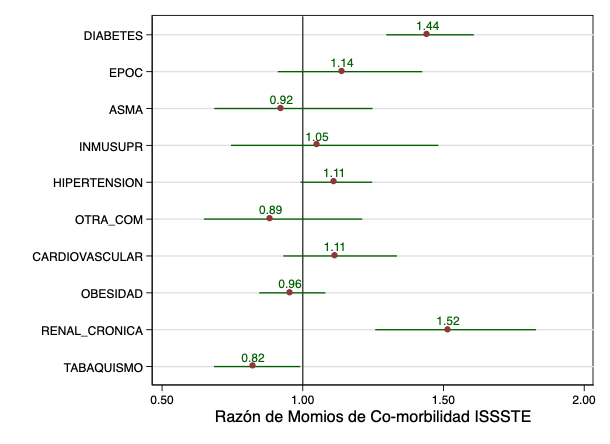 DIABETES 1.44
EPOC 1.14
ASMA 0.92
INMUSUPR 1.05
HIPERTENSION 1.11
OTRA_COM 0.89
CARDIOVASCULAR 1.11
OBESIDAD 0.96
RENAL_CRONICA 1.52
TABAQUISMO 0.82
0.50 1.00 1.50 2.00
Razón de Momios de Co-morbilidad ISSSTE